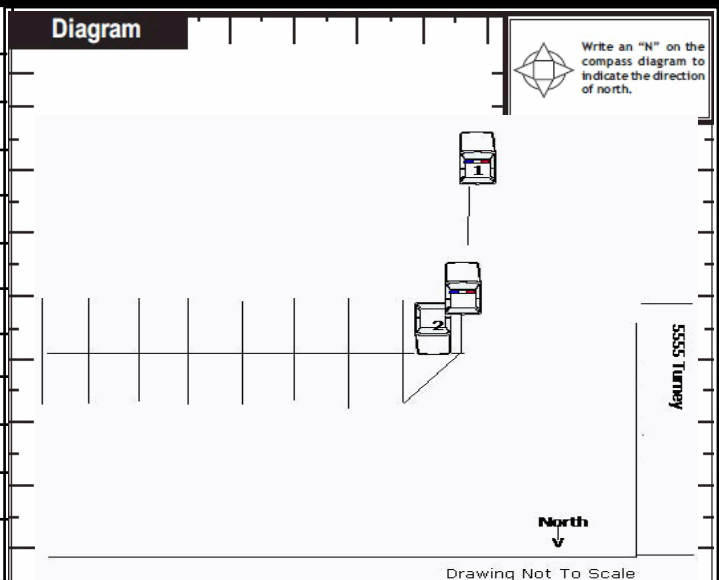 Diagram
Write an “N” on the
compass diagram to
indicate the direction
of north.
1
2
5555 Turney
North
Drawing Not To Scale